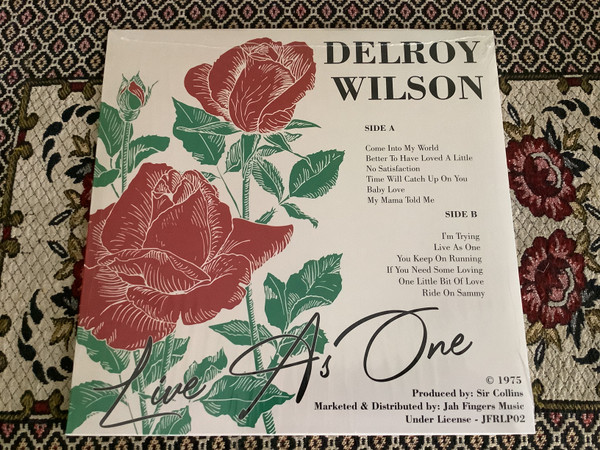 DELROY
WILSON
SIDE A
Come Into My World
Better To Have Loved A Little
No Satisfaction
Time Will Catch Up On You
Baby Love
My Mama Told Me
SIDE B
I'm Trying
Live As One
You Keep On Running
If You Need Some Loving
One Little Bit Of Love
Ride On Sammy
Live As One
© 1975
Produced by: Sir Collins
Marketed & Distributed by: Jah Fingers Music
Under License - JFRLP02